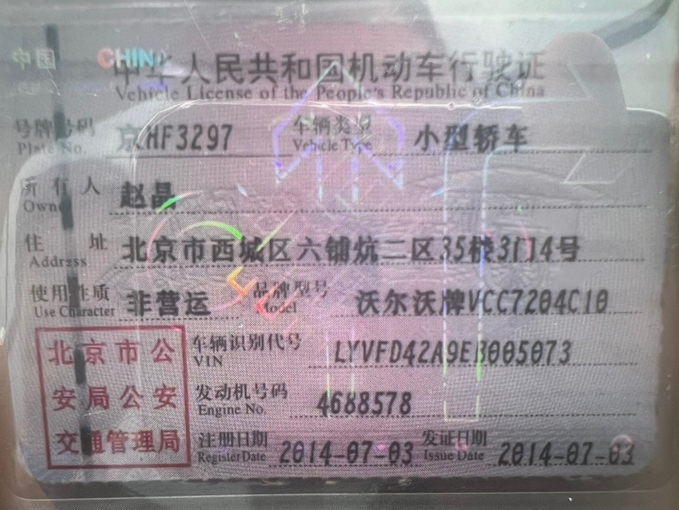 中国 CHINA
中华人民共和国机动车行驶证
Vehicle License of the People's Republic of China
号牌号码 京HF3297 车辆类型 小型轿车
Plate No. Vehicle Type
所有人 赵晶
Owner
住址 北京市西城区六铺炕二区35楼3门4号
Address
使用性质 非营运 品牌型号 沃尔沃牌VCC7204C10
Use Character Model
北京市公 车辆识别代号 LYVFD42A9EB005073
VIN
安局公安 发动机号码 4688578
Engine No.
交通管理局 注册日期 2014-07-03 发证日期 2014-07-03
Register Date Issue Date